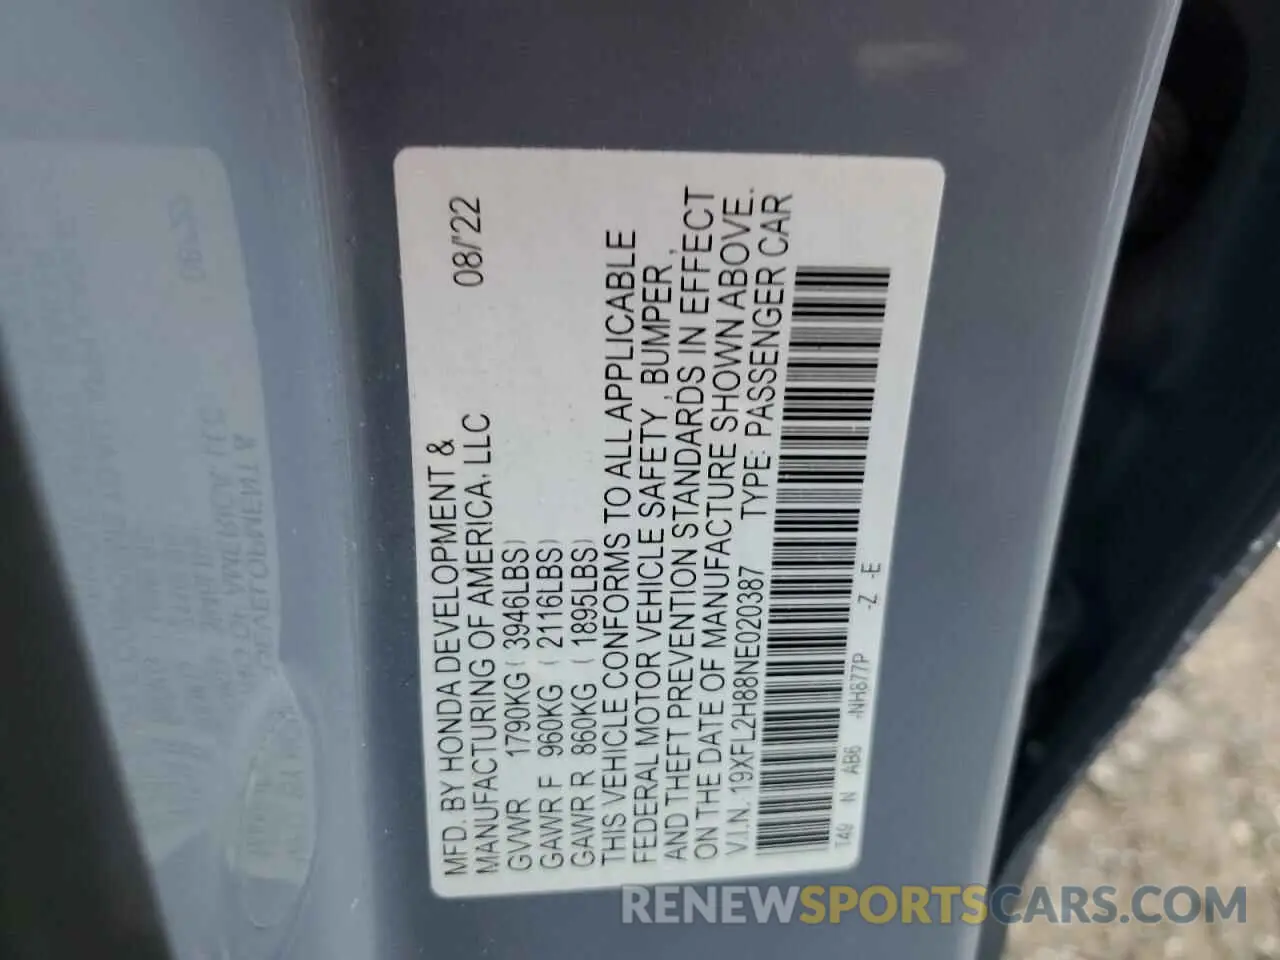 MFD. BY HONDA DEVELOPMENT & 08/'22
MANUFACTURING OF AMERICA, LLC
GVWR 1790KG (3946LBS)
GAWR F 960KG (2116LBS)
GAWR R 860KG (1895LBS)
THIS VEHICLE CONFORMS TO ALL APPLICABLE
FEDERAL MOTOR VEHICLE SAFETY, BUMPER,
AND THEFT PREVENTION STANDARDS IN EFFECT
ON THE DATE OF MANUFACTURE SHOWN ABOVE.
V.I.N. 19XFL2H88NE020387 TYPE: PASSENGER CAR
T49 N AB6 -NH877P -Z -E
RENEWSPORTSCARS.COM